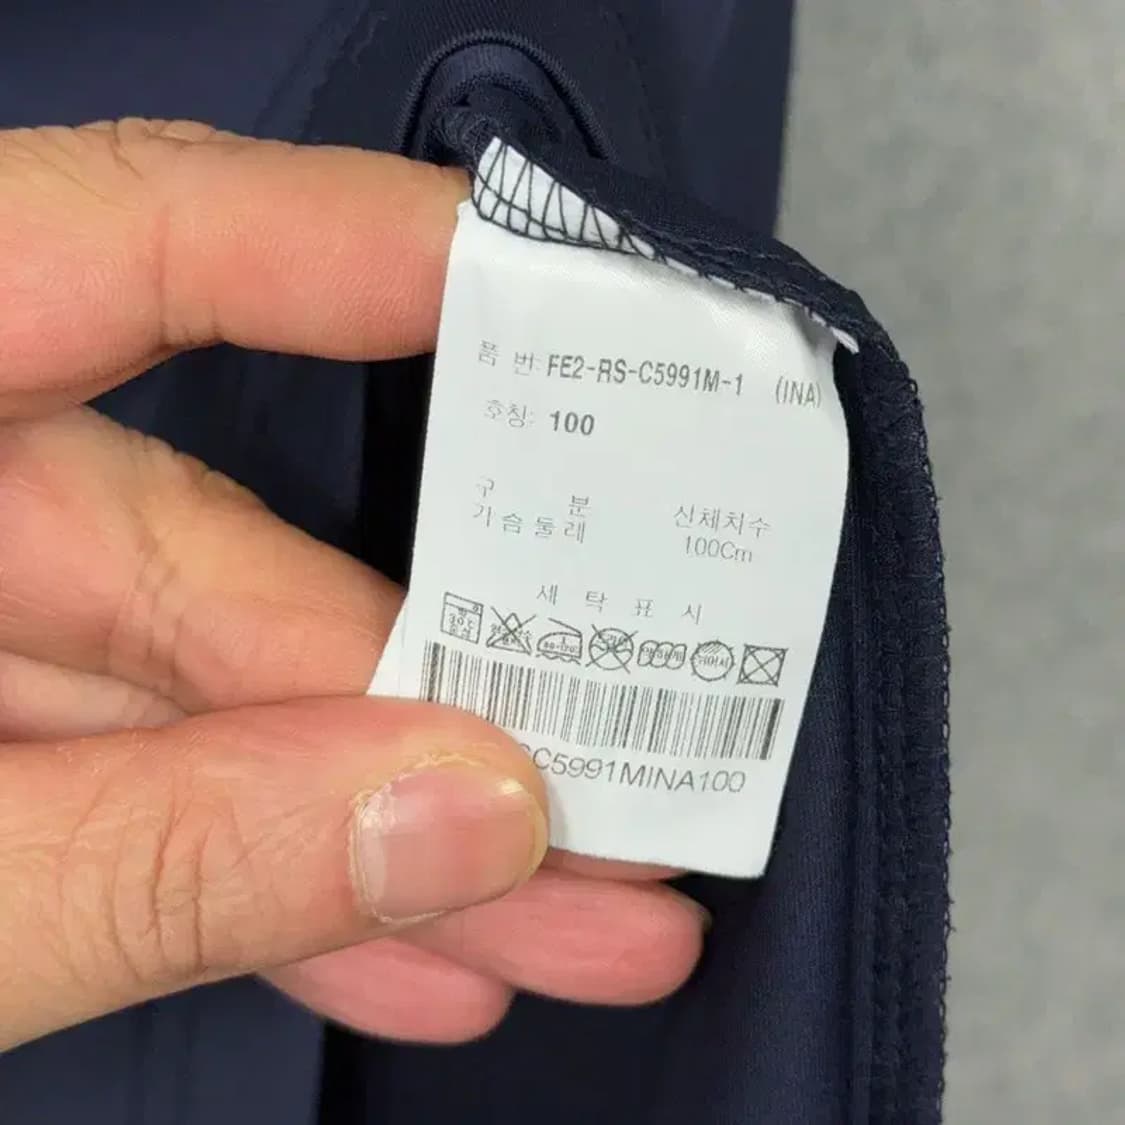 품 번: FE2-RS-C5991M-1 (INA)
호칭: 100
구 분 신체치수
가슴둘레 100Cm
세 탁 표 시
C5991MINA100